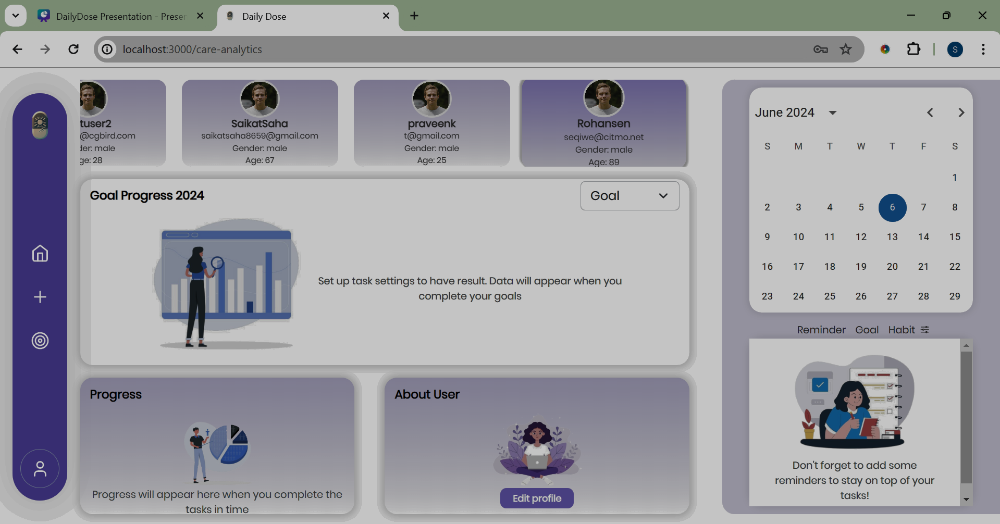 DailyDose Presentation - Preser
Daily Dose
localhost:3000/care-analytics
S
tuser2
@cgbird.com
der: male
ge: 28
SaikatSaha
saikatsaha8659@gmail.com
Gender: male
Age: 67
praveenk
t@gmail.com
Gender: male
Age: 25
Rohansen
seqiwe@citmo.net
Gender: male
Age: 89
Goal Progress 2024
Goal
Set up task settings to have result. Data will appear when you
complete your goals
Progress
Progress will appear here when you complete the
tasks in time
About User
Edit profile
June 2024
S M T W T F S
1
2 3 4 5 6 7 8
9 10 11 12 13 14 15
16 17 18 19 20 21 22
23 24 25 26 27 28 29
Reminder Goal Habit
Don't forget to add some
reminders to stay on top of your
tasks!